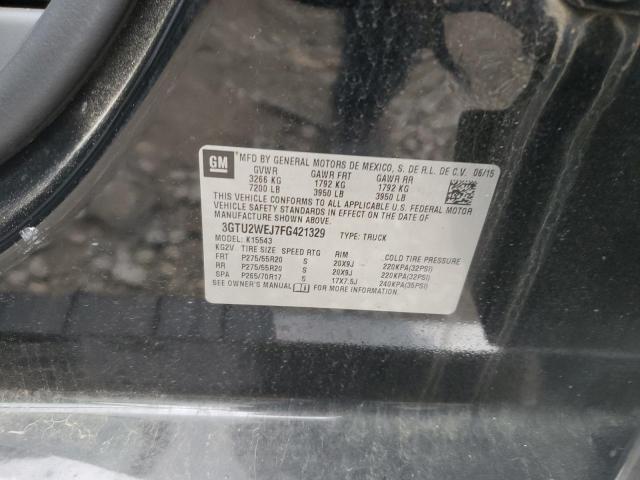 GM
MFD BY GENERAL MOTORS DE MEXICO, S. DE R.L. DE C.V. 06/15
GVWR GAWR FRT GAWR RR
3266 KG 1792 KG 1792 KG
7200 LB 3950 LB 3950 LB
THIS VEHICLE CONFORMS TO ALL APPLICABLE U.S. FEDERAL MOTOR
VEHICLE SAFETY STANDARDS IN EFFECT ON THE DATE OF
MANUFACTURE SHOWN ABOVE.
3GTU2WEJ7FG421329 TYPE: TRUCK
MODEL: K15543
KG2V TIRE SIZE SPEED RTG RIM COLD TIRE PRESSURE
FRT P275/55R20 S 20X9J 220KPA(32PSI)
RR P275/55R20 S 20X9J 220KPA(32PSI)
SPA P265/70R17 S 17X7.5J 240KPA(35PSI)
SEE OWNER'S MANUAL FOR MORE INFORMATION.